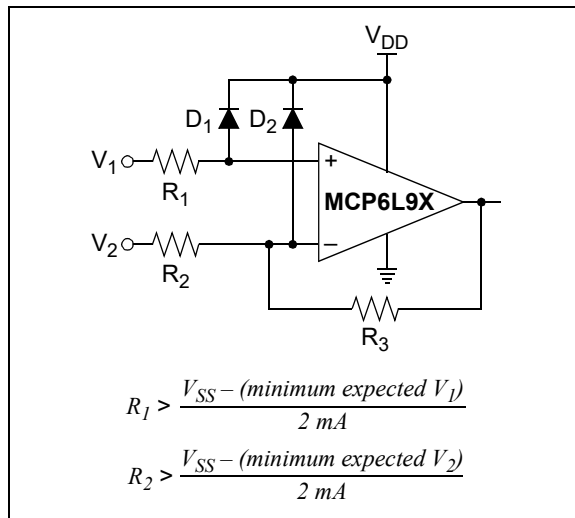 V_DD
D_1 D_2
V_1
R_1
+
MCP6L9X
V_2
R_2
–
R_3
R_1 > V_SS – (minimum expected V_1) / 2 mA
R_2 > V_SS – (minimum expected V_2) / 2 mA